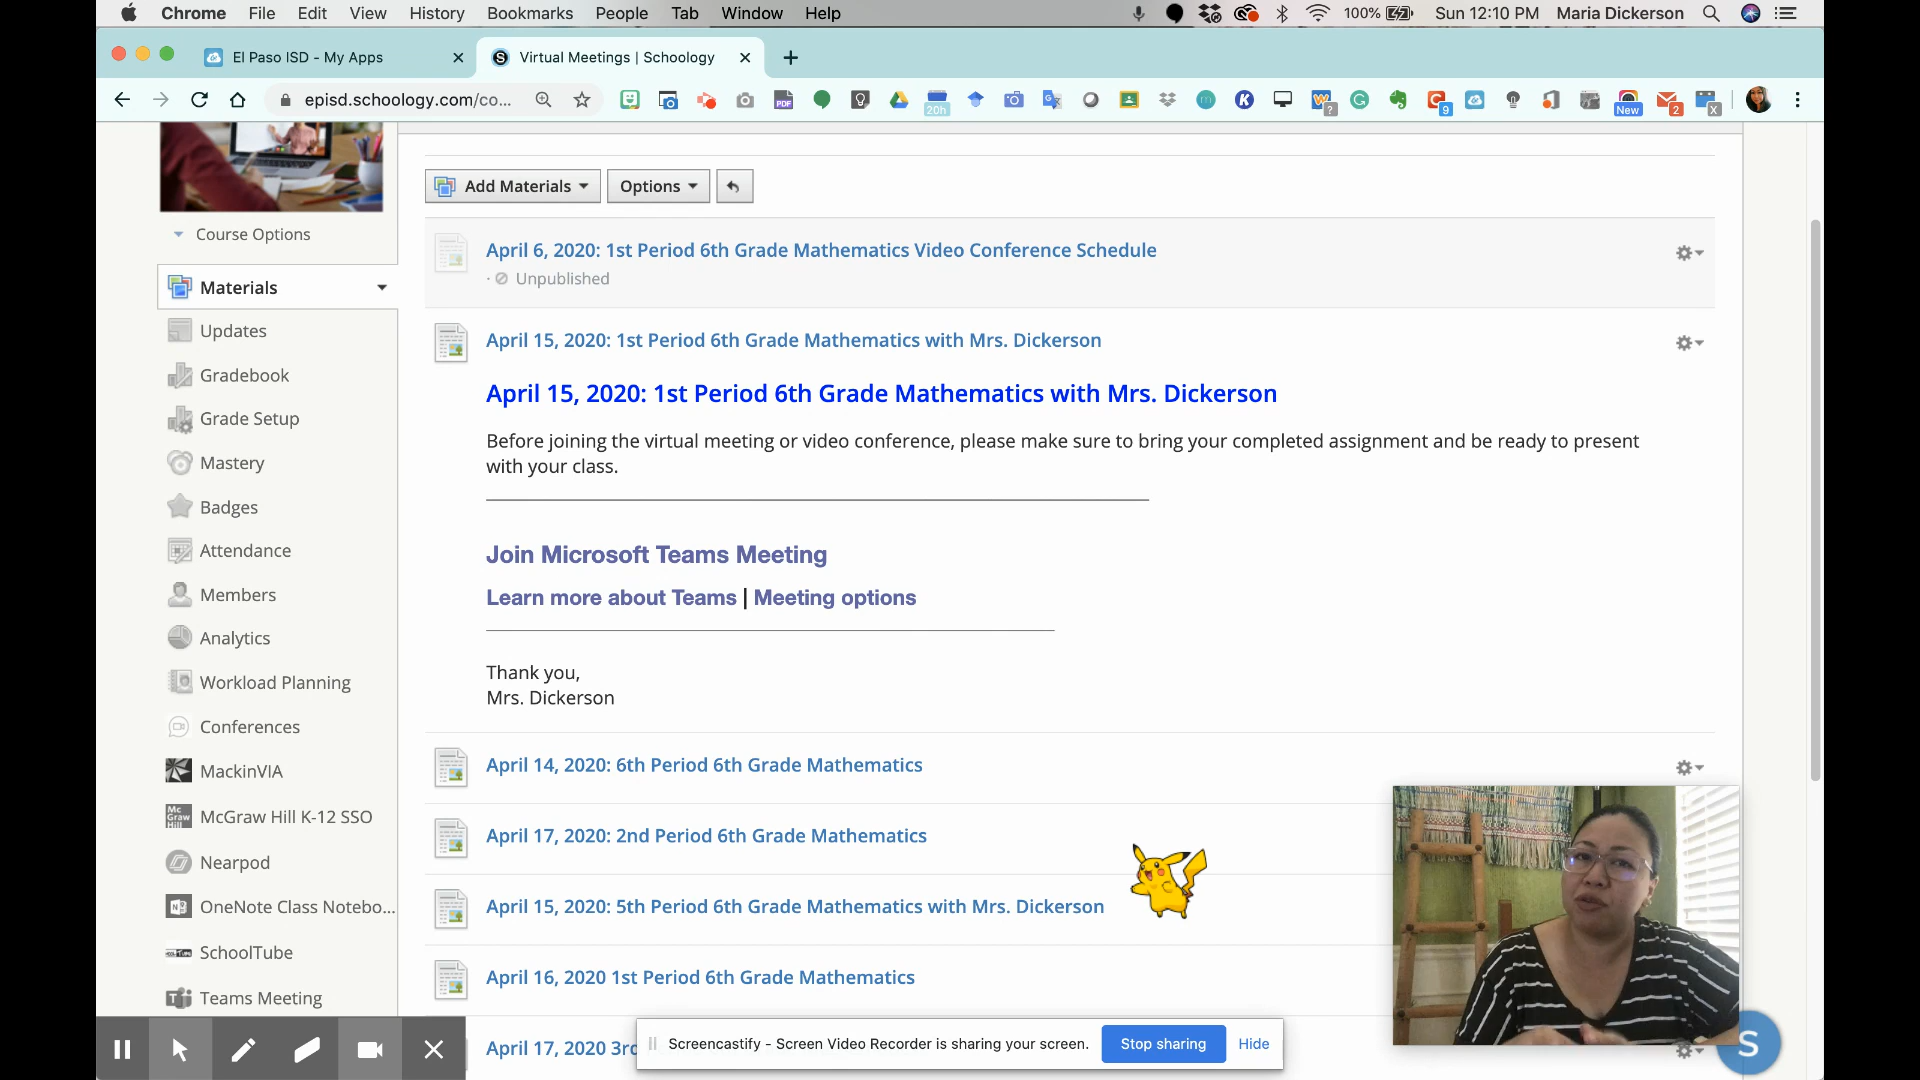 Chrome File Edit View History Bookmarks People Tab Window Help 100% Sun 12:10 PM Maria Dickerson
El Paso ISD - My Apps
Virtual Meetings | Schoology
episd.schoology.com/co...
PDF
20h
9
New
2
X
Course Options
Materials
Updates
Gradebook
Grade Setup
Mastery
Badges
Attendance
Members
Analytics
Workload Planning
Conferences
MackinVIA
Mc Graw Hill
McGraw Hill K-12 SSO
Nearpod
OneNote Class Notebo...
SchoolTube
Teams Meeting
Add Materials
Options
April 6, 2020: 1st Period 6th Grade Mathematics Video Conference Schedule
· Unpublished
April 15, 2020: 1st Period 6th Grade Mathematics with Mrs. Dickerson
April 15, 2020: 1st Period 6th Grade Mathematics with Mrs. Dickerson
Before joining the virtual meeting or video conference, please make sure to bring your completed assignment and be ready to present
with your class.
Join Microsoft Teams Meeting
Learn more about Teams | Meeting options
Thank you,
Mrs. Dickerson
April 14, 2020: 6th Period 6th Grade Mathematics
April 17, 2020: 2nd Period 6th Grade Mathematics
April 15, 2020: 5th Period 6th Grade Mathematics with Mrs. Dickerson
April 16, 2020 1st Period 6th Grade Mathematics
April 17, 2020 3rd
Screencastify - Screen Video Recorder is sharing your screen.
Stop sharing
Hide
S